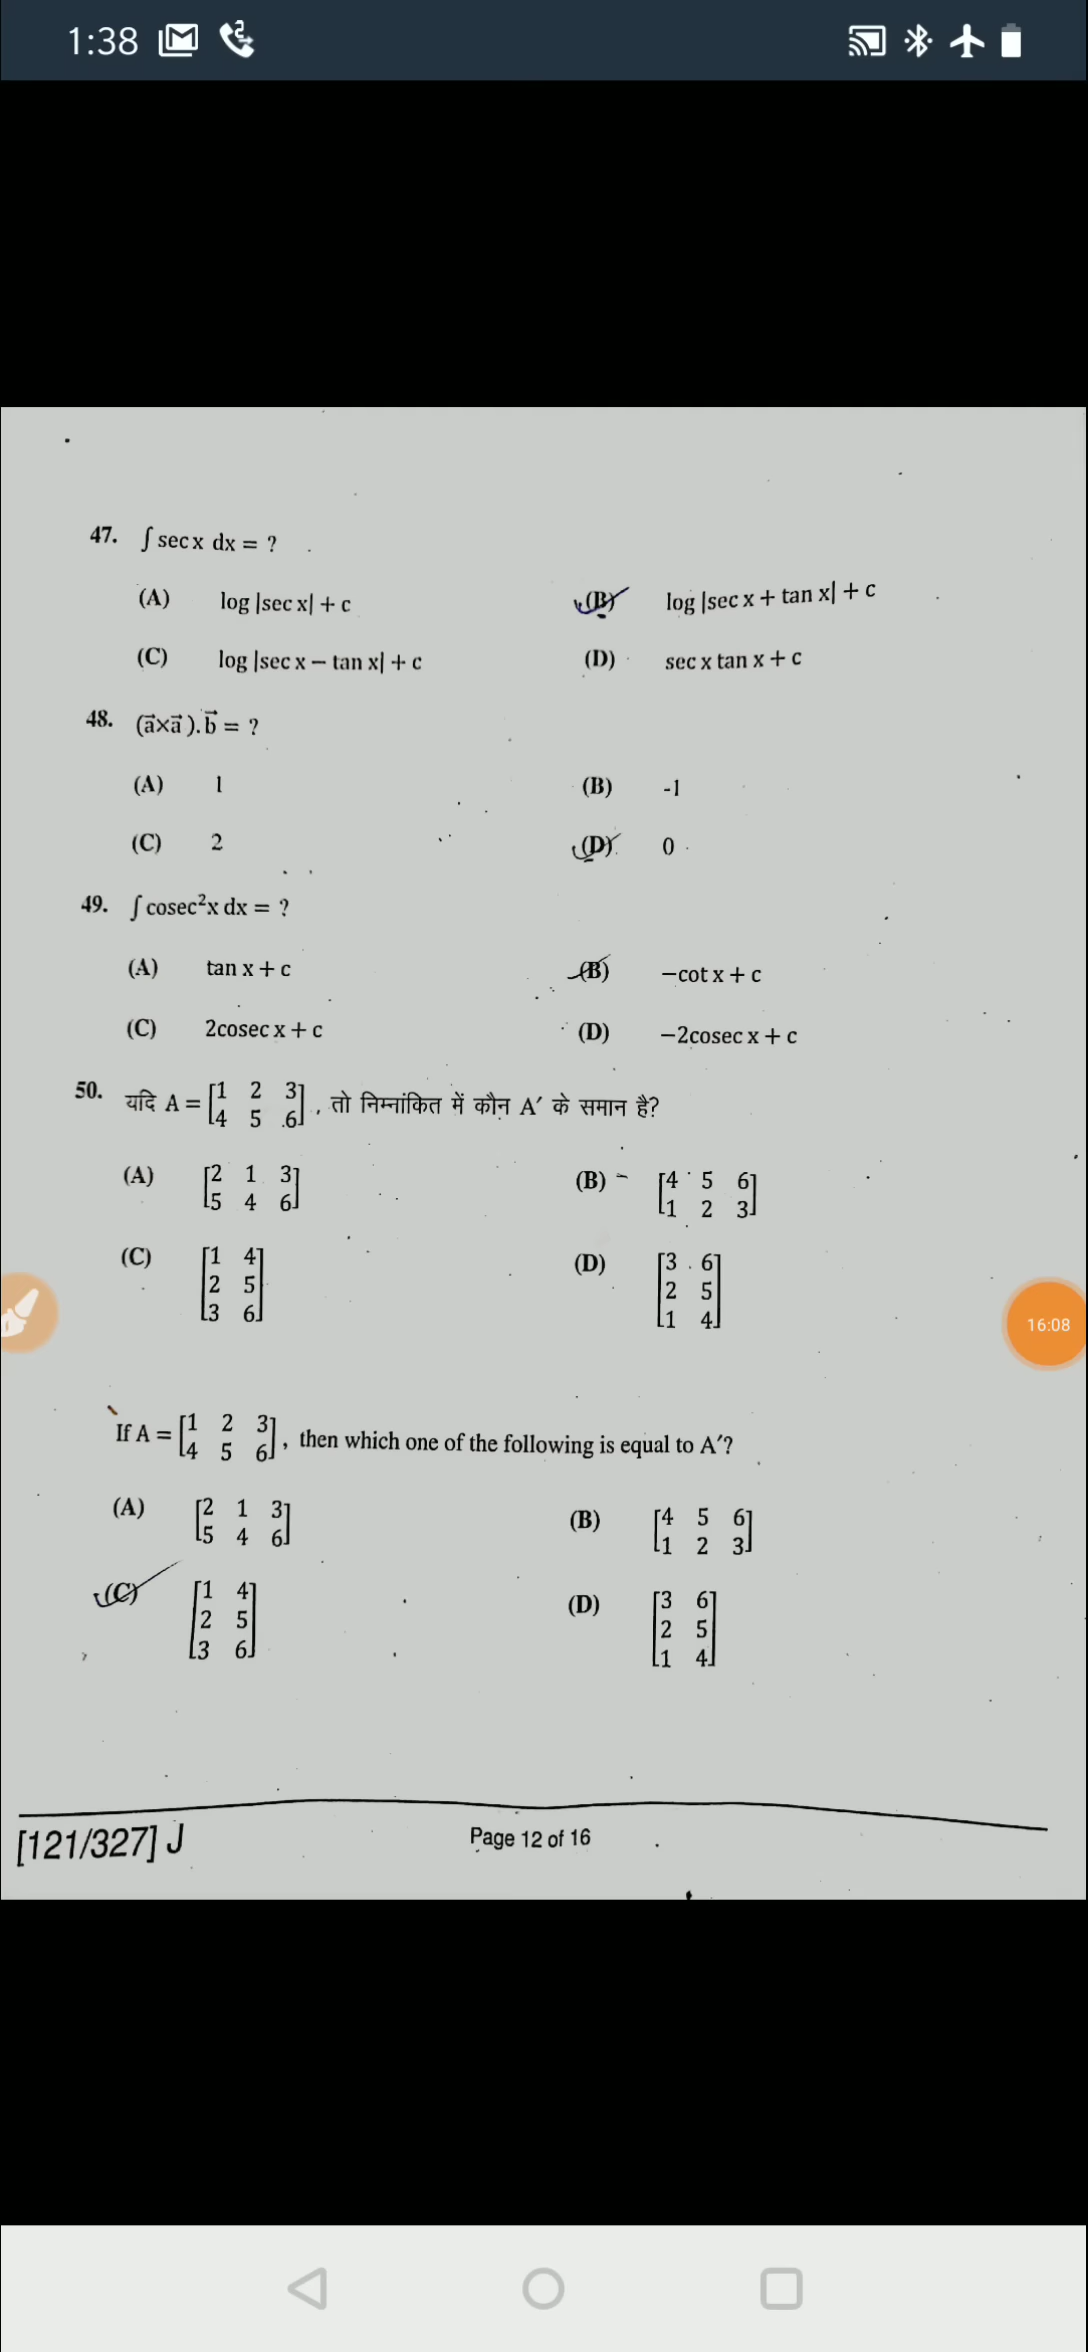 1:38
47. ∫ sec x dx = ?
(A) log |sec x| + c (B) log |sec x + tan x| + c
(C) log |sec x − tan x| + c (D) sec x tan x + c
48. (a⃗×a⃗).b⃗ = ?
(A) 1 (B) -1
(C) 2 (D) 0
49. ∫ cosec²x dx = ?
(A) tan x + c (B) −cot x + c
(C) 2cosec x + c (D) −2cosec x + c
50. यदि A = [1 2 3
4 5 6] , तो निम्नांकित में कौन A′ के समान है?
(A) [2 1 3
5 4 6] (B) [4 5 6
1 2 3]
(C) [1 4
2 5
3 6] (D) [3 6
2 5
1 4]
16:08
If A = [1 2 3
4 5 6] , then which one of the following is equal to A′?
(A) [2 1 3
5 4 6] (B) [4 5 6
1 2 3]
(C) [1 4
2 5
3 6] (D) [3 6
2 5
1 4]
[121/327] J Page 12 of 16